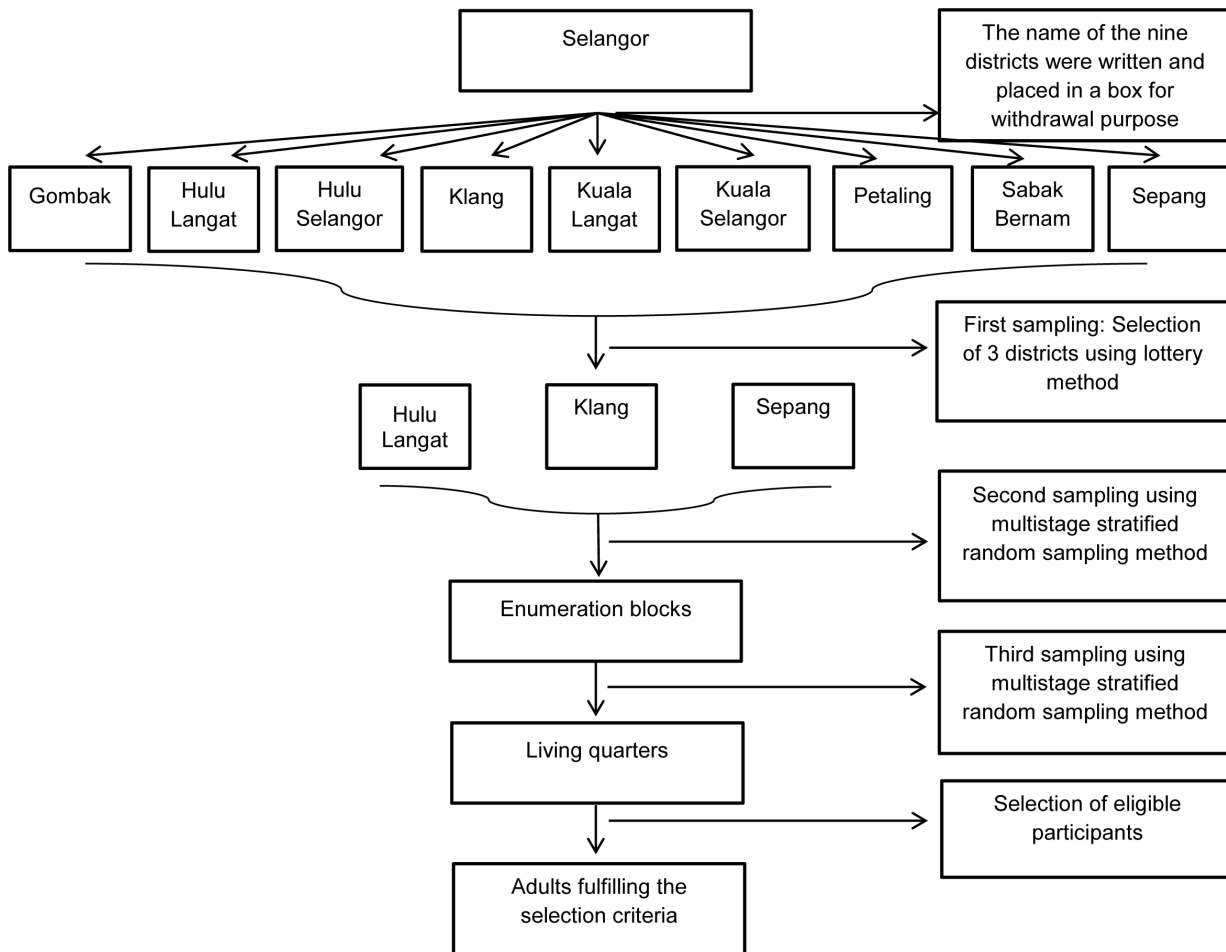 Selangor
The name of the nine
districts were written and
placed in a box for
withdrawal purpose
Gombak
Hulu
Langat
Hulu
Selangor
Klang
Kuala
Langat
Kuala
Selangor
Petaling
Sabak
Bernam
Sepang
First sampling: Selection
of 3 districts using lottery
method
Hulu
Langat
Klang
Sepang
Second sampling using
multistage stratified
random sampling method
Enumeration blocks
Third sampling using
multistage stratified
random sampling method
Living quarters
Selection of eligible
participants
Adults fulfilling the
selection criteria